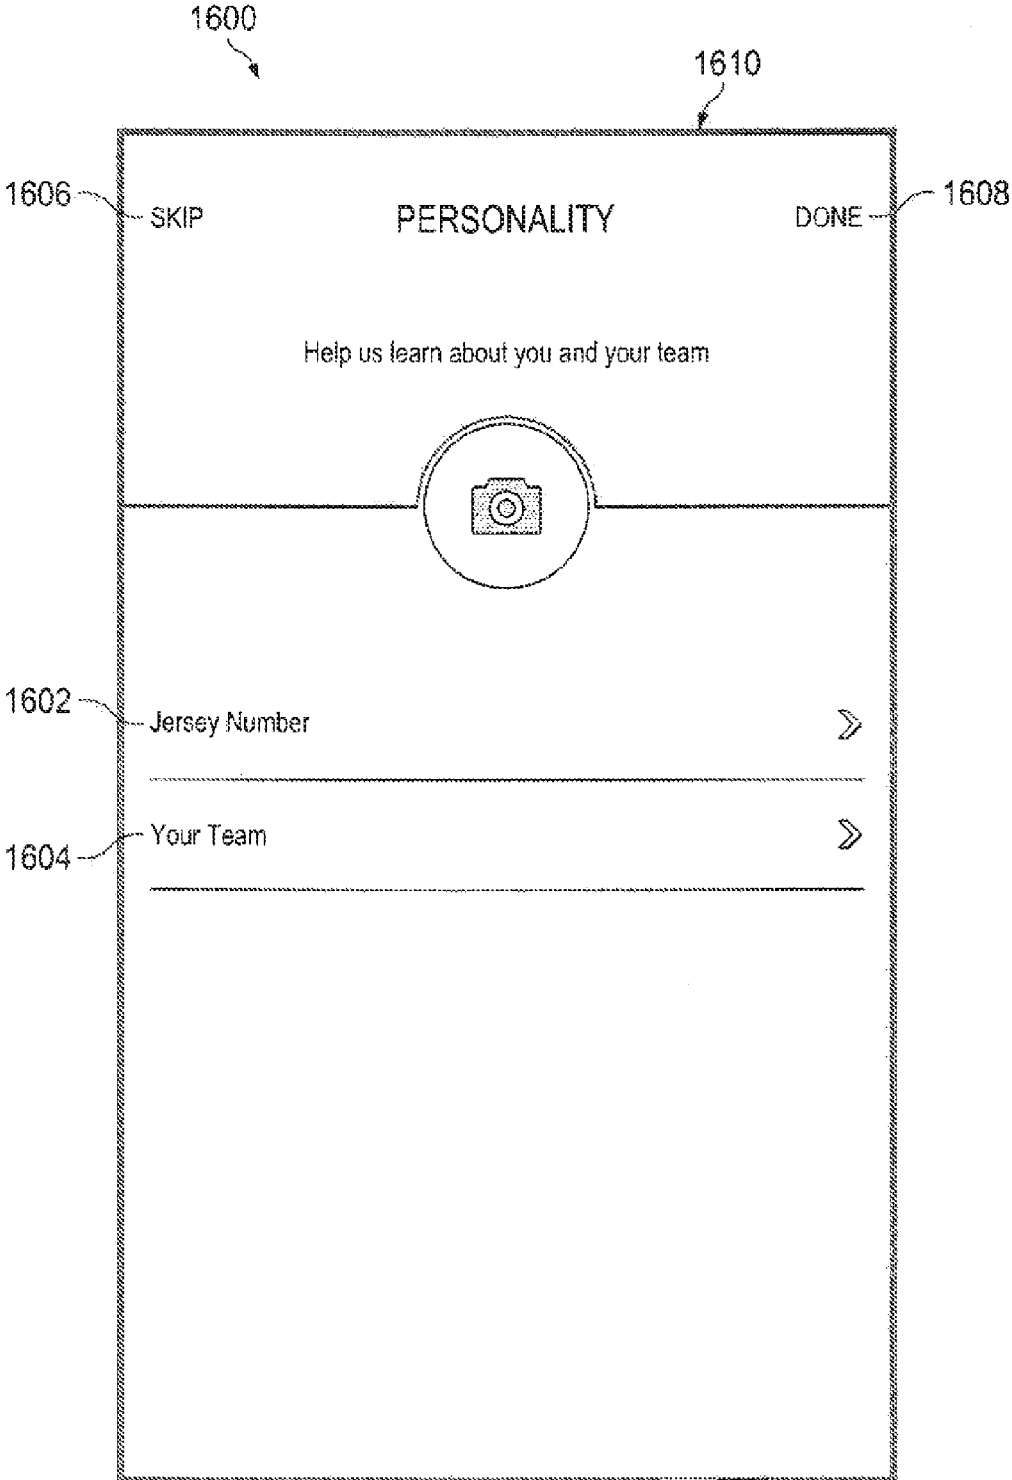 1600
1610
1606
SKIP
PERSONALITY
DONE
1608
Help us learn about you and your team
1602
Jersey Number
1604
Your Team